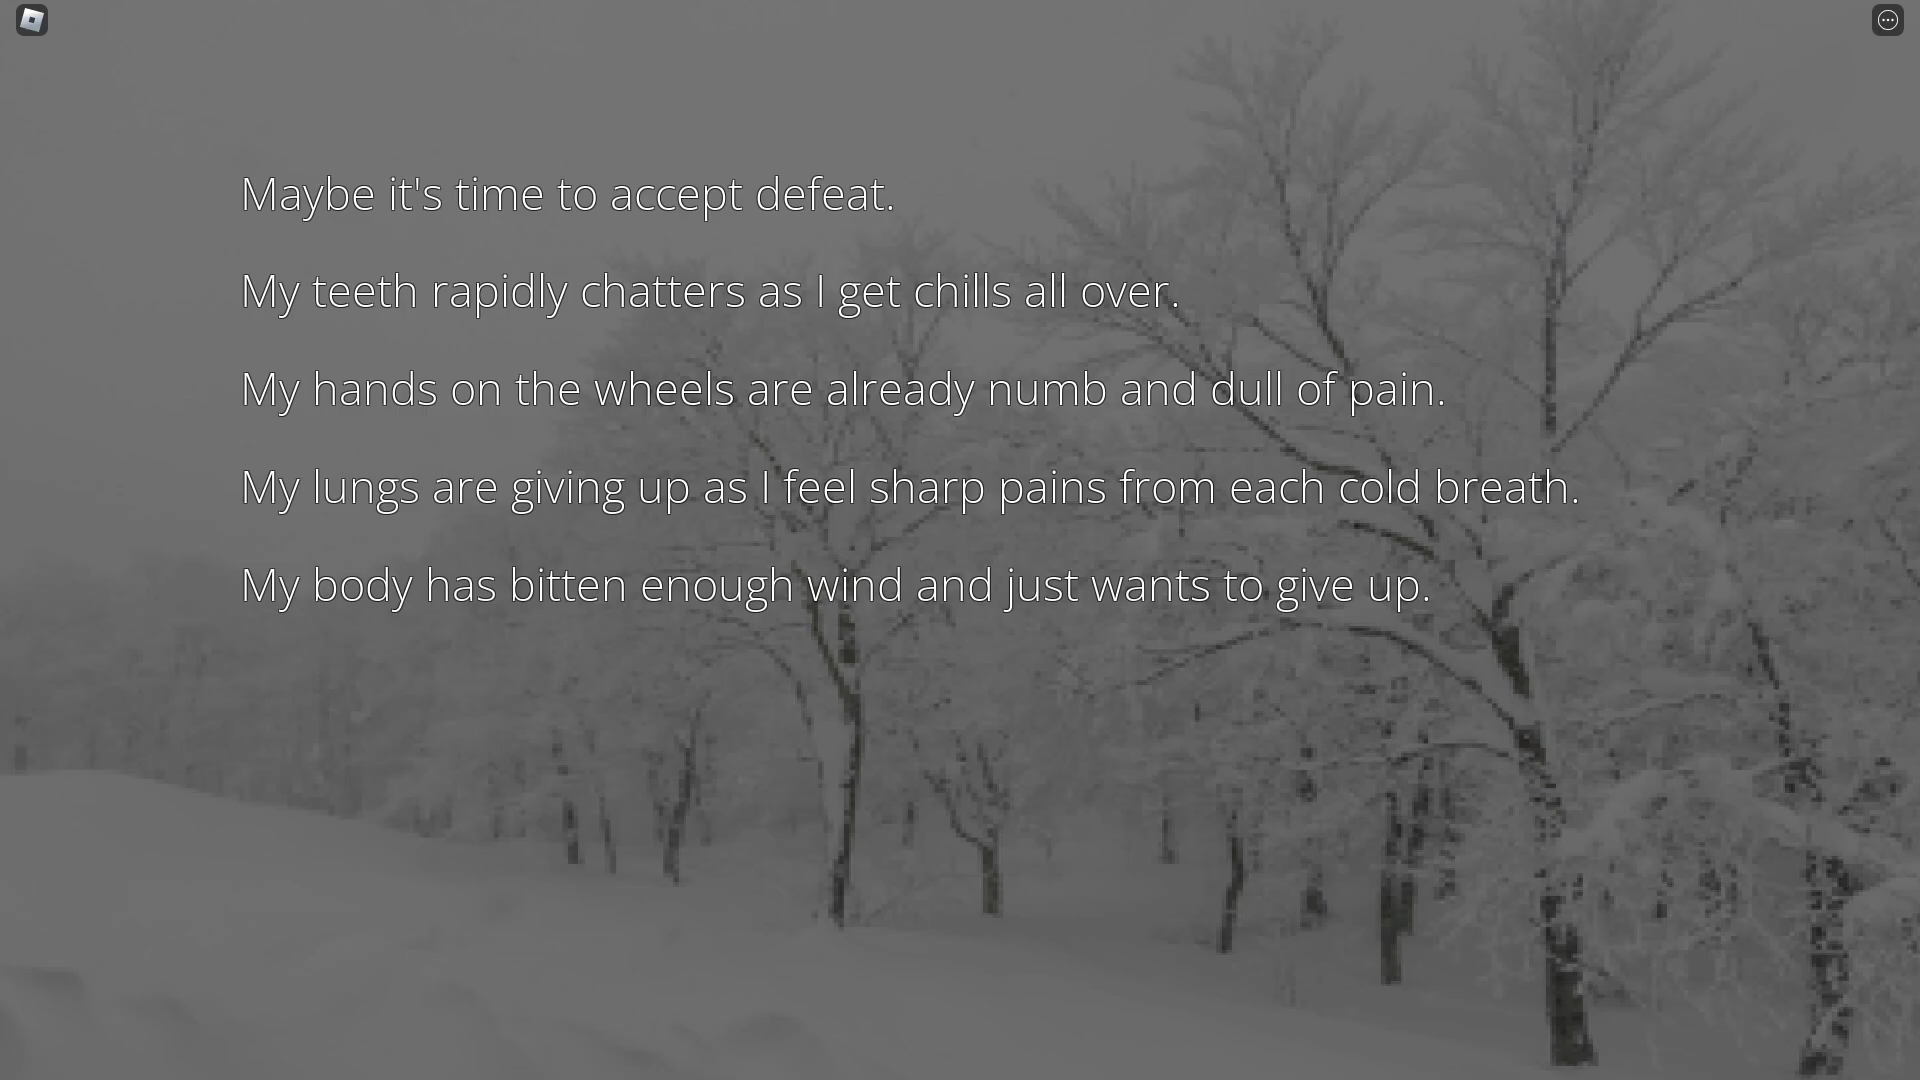 Maybe it's time to accept defeat.
My teeth rapidly chatters as I get chills all over.
My hands on the wheels are already numb and dull of pain.
My lungs are giving up as I feel sharp pains from each cold breath.
My body has bitten enough wind and just wants to give up.